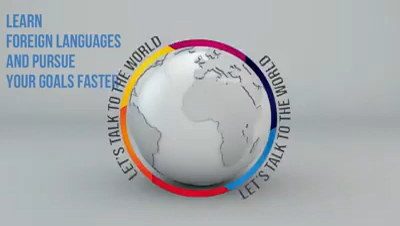 LEARN
FOREIGN LANGUAGES
AND PURSUE
YOUR GOALS FASTER
LET'S TALK TO THE WORLD
LET'S TALK TO THE WORLD